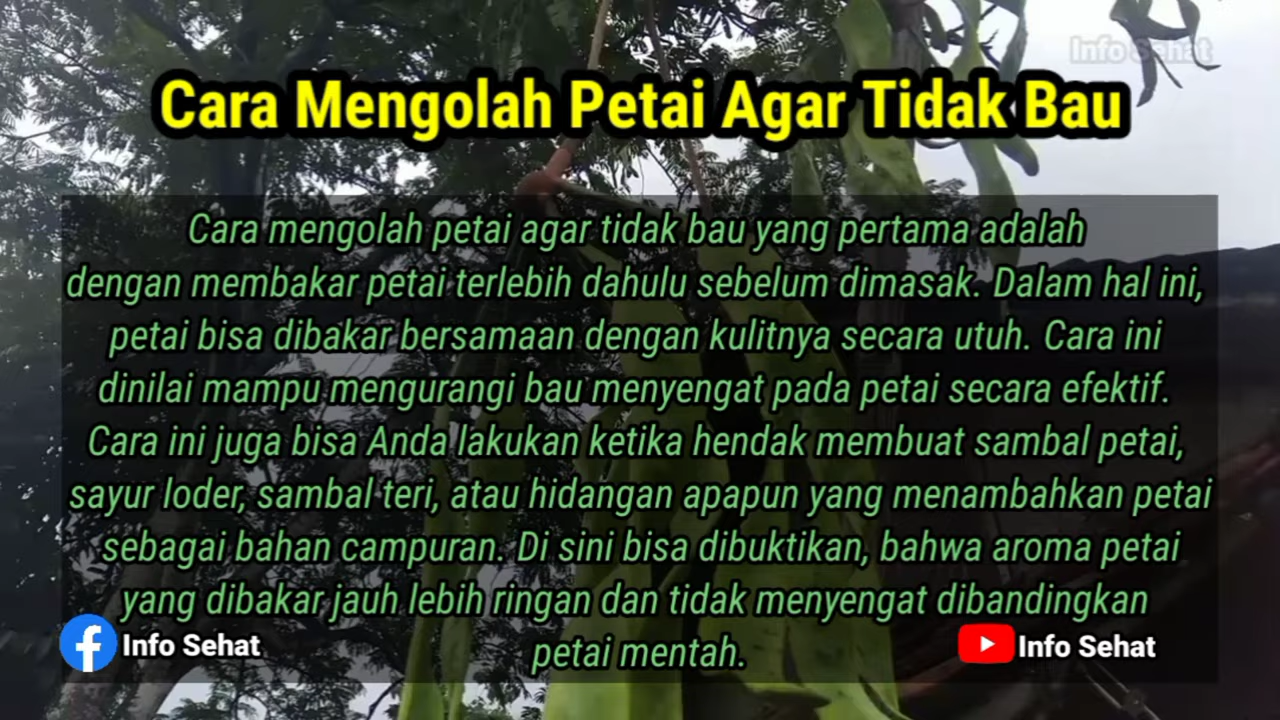 Info Sehat
Cara Mengolah Petai Agar Tidak Bau
Cara mengolah petai agar tidak bau yang pertama adalah
dengan membakar petai terlebih dahulu sebelum dimasak. Dalam hal ini,
petai bisa dibakar bersamaan dengan kulitnya secara utuh. Cara ini
dinilai mampu mengurangi bau menyengat pada petai secara efektif.
Cara ini juga bisa Anda lakukan ketika hendak membuat sambal petai,
sayur loder, sambal teri, atau hidangan apapun yang menambahkan petai
sebagai bahan campuran. Di sini bisa dibuktikan, bahwa aroma petai
yang dibakar jauh lebih ringan dan tidak menyengat dibandingkan
petai mentah.
Info Sehat
Info Sehat